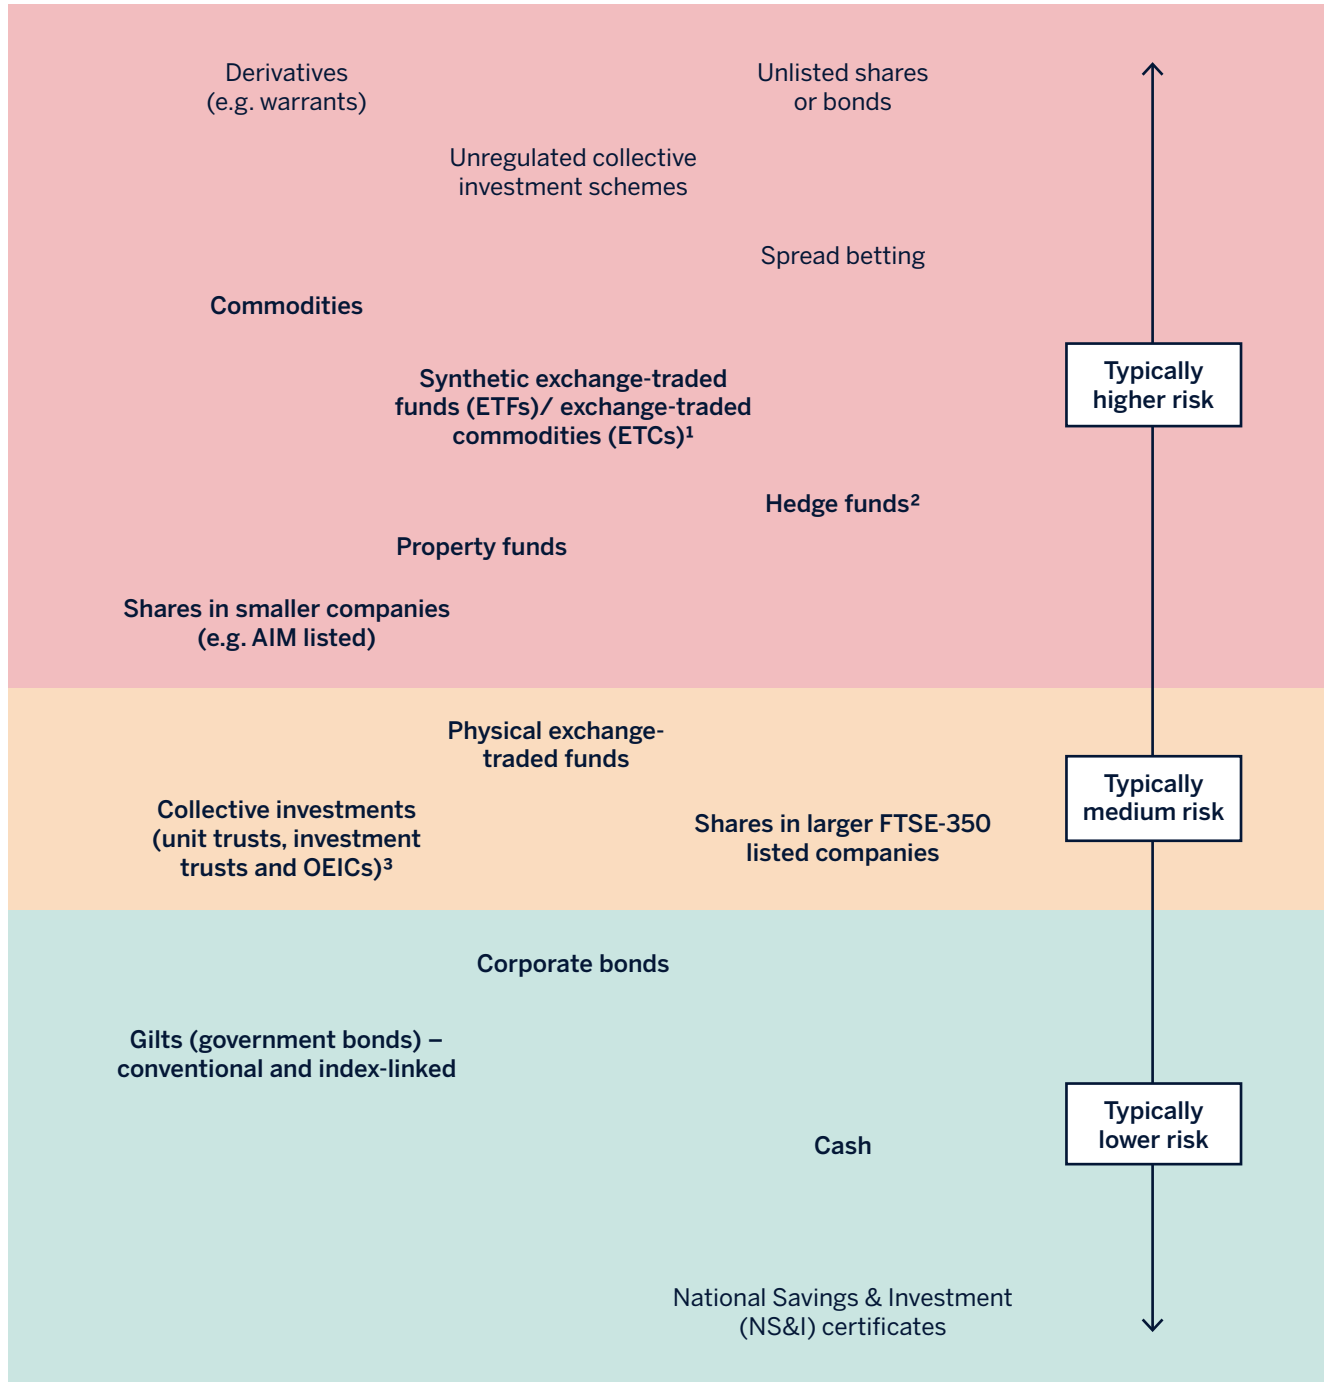 Derivatives
(e.g. warrants)
Unlisted shares
or bonds
Unregulated collective
investment schemes
Spread betting
Commodities
Synthetic exchange-traded
funds (ETFs)/ exchange-traded
commodities (ETCs)¹
Typically
higher risk
Hedge funds²
Property funds
Shares in smaller companies
(e.g. AIM listed)
Physical exchange-
traded funds
Collective investments
(unit trusts, investment
trusts and OEICs)³
Shares in larger FTSE-350
listed companies
Typically
medium risk
Corporate bonds
Gilts (government bonds) –
conventional and index-linked
Cash
Typically
lower risk
National Savings & Investment
(NS&I) certificates